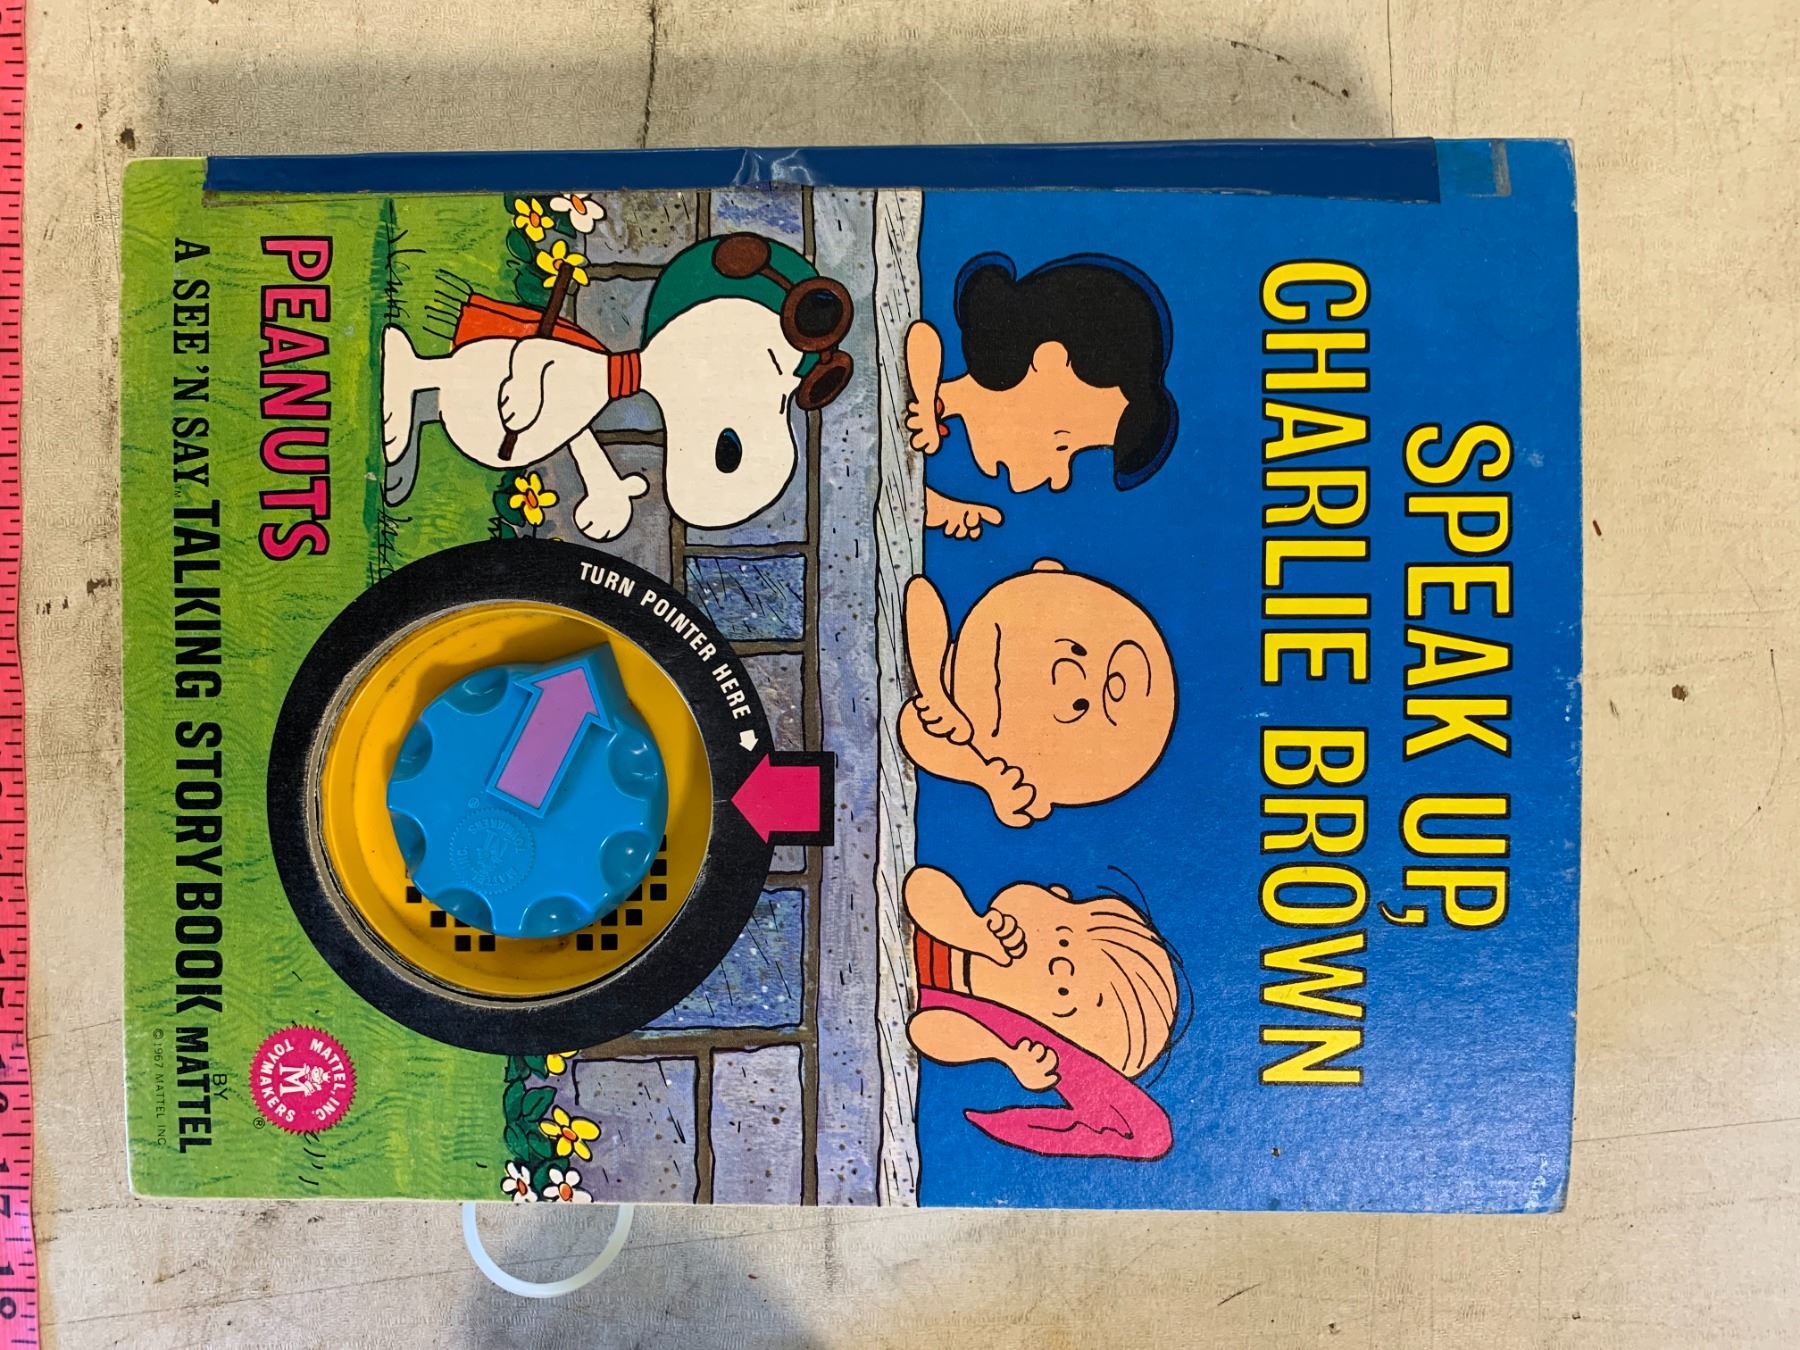 SPEAK UP,
CHARLIE BROWN
TURN POINTER HERE
PEANUTS
MATTEL, INC.
M
TOYMAKERS
®
A SEE'N SAY™ TALKING STORYBOOK BY MATTEL
© 1967 MATTEL INC